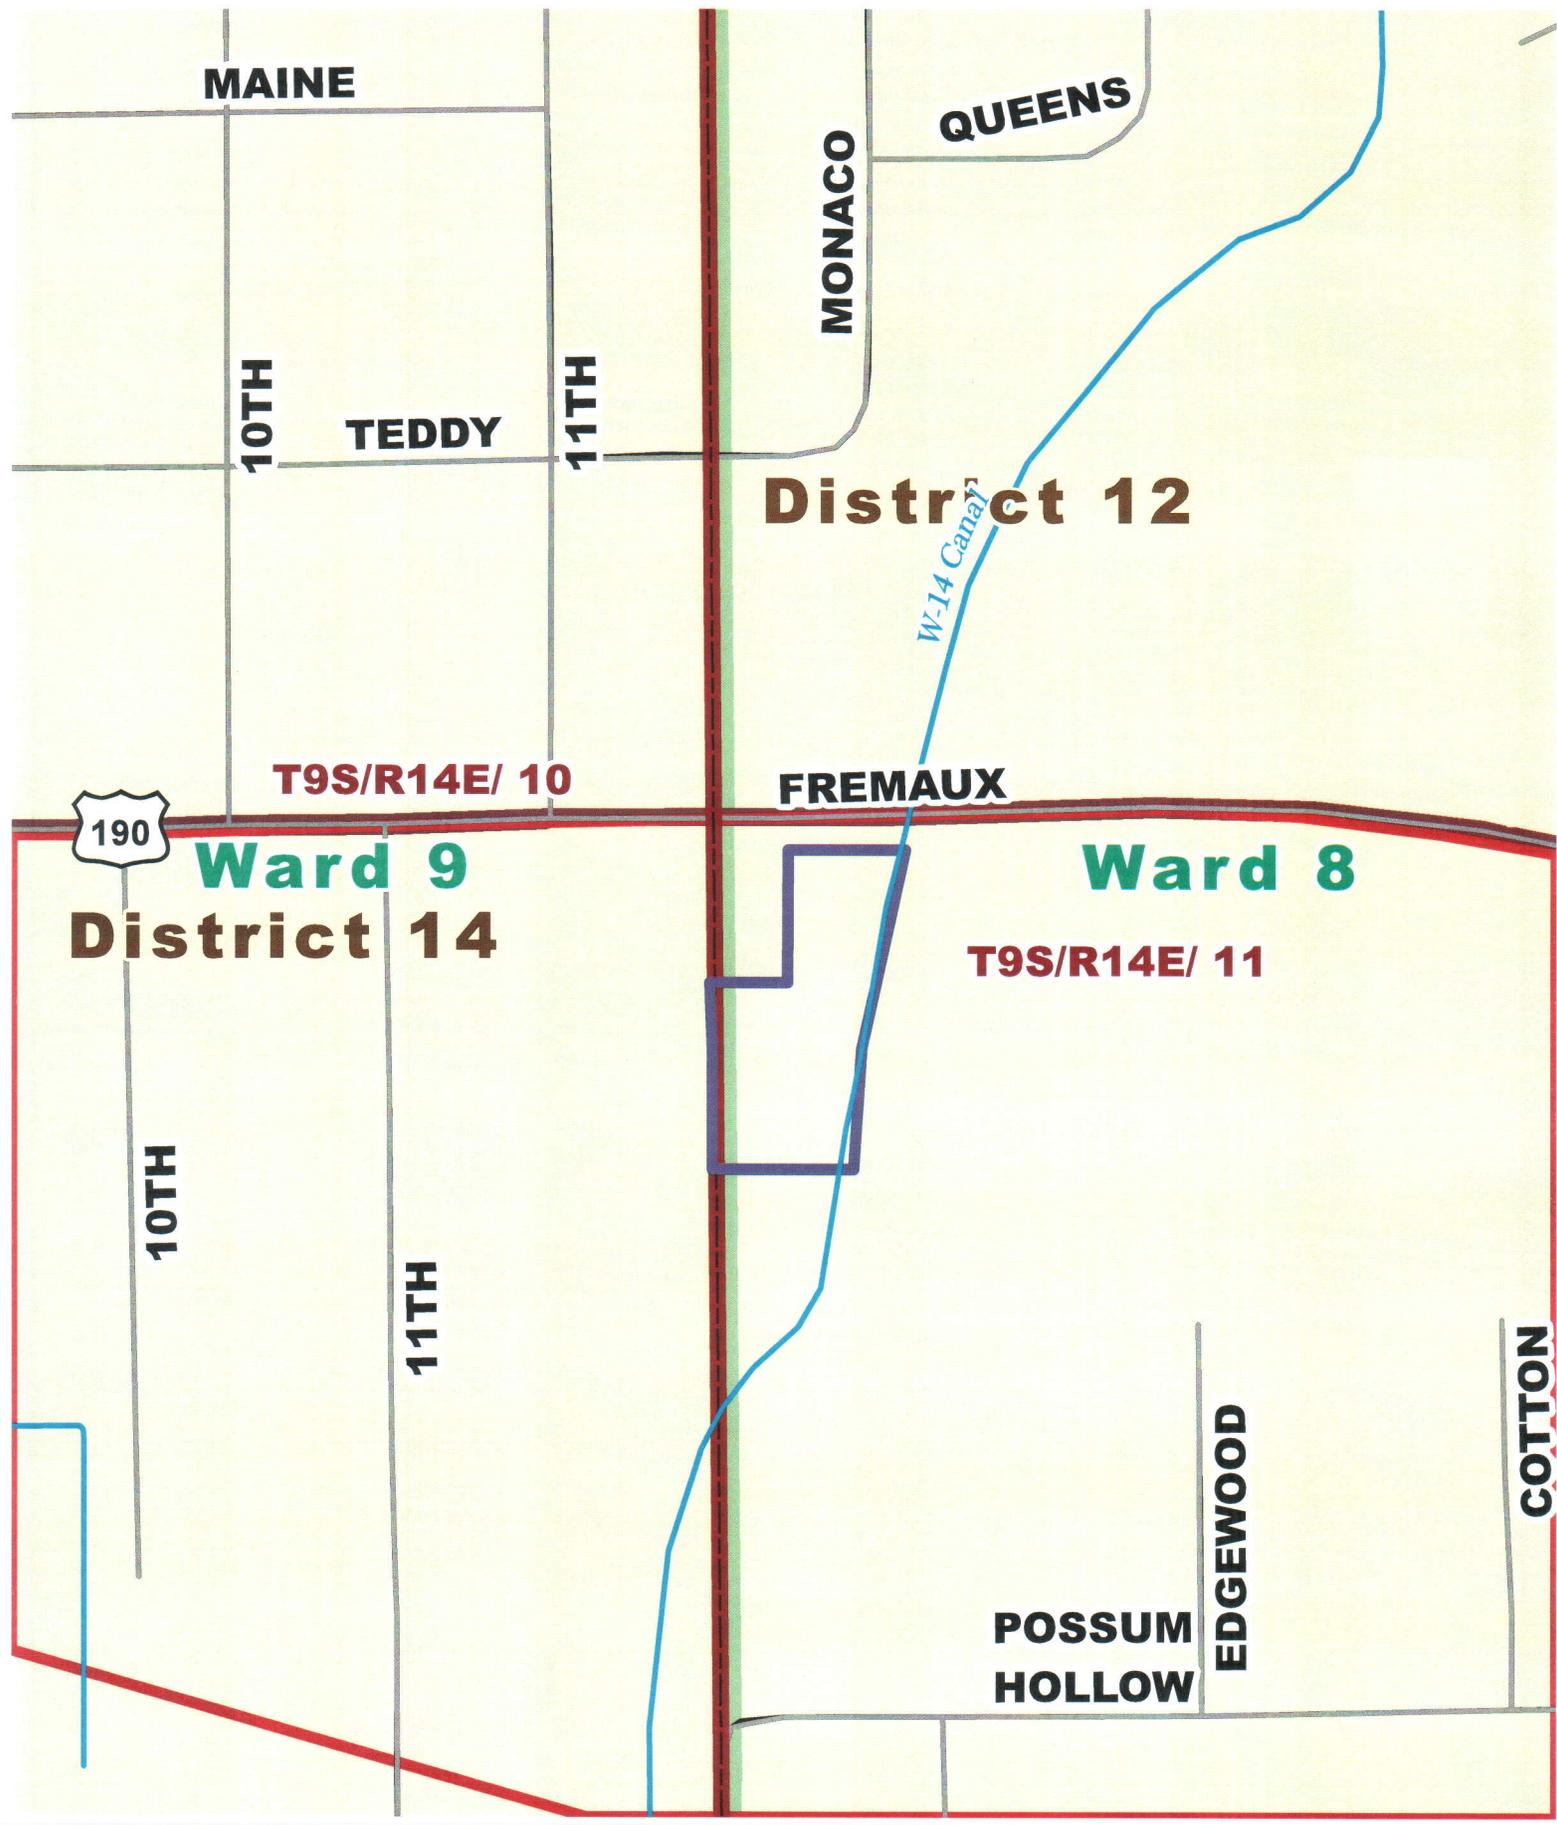 MAINE
QUEENS
MONACO
10TH
TEDDY
11TH
District 12
W-14 Canal
T9S/R14E/ 10
FREMAUX
190
Ward 9
Ward 8
District 14
T9S/R14E/ 11
10TH
11TH
COTTON
EDGEWOOD
POSSUM
HOLLOW